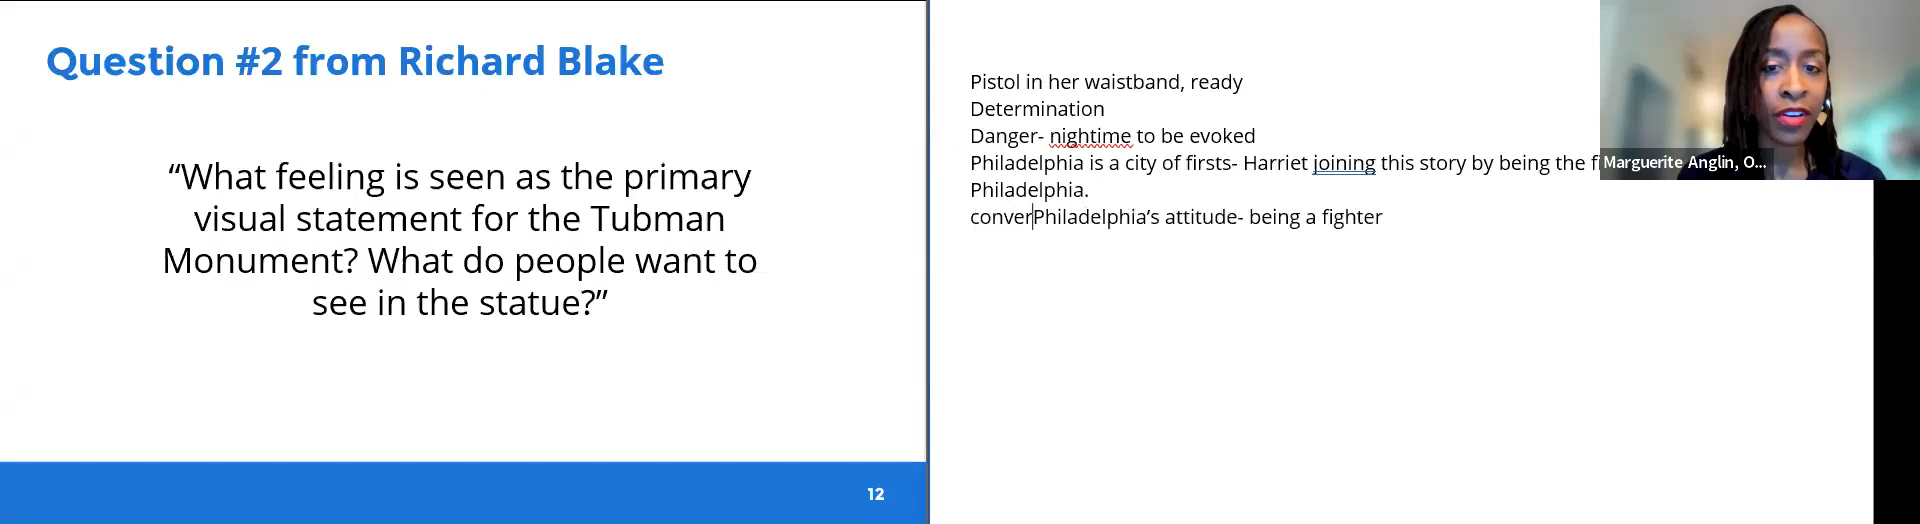 Question #2 from Richard Blake
“What feeling is seen as the primary
visual statement for the Tubman
Monument? What do people want to
see in the statue?”
12
Pistol in her waistband, ready
Determination
Danger- nightime to be evoked
Philadelphia is a city of firsts- Harriet joining this story by being the
Philadelphia.
converPhiladelphia’s attitude- being a fighter
Marguerite Anglin, O...